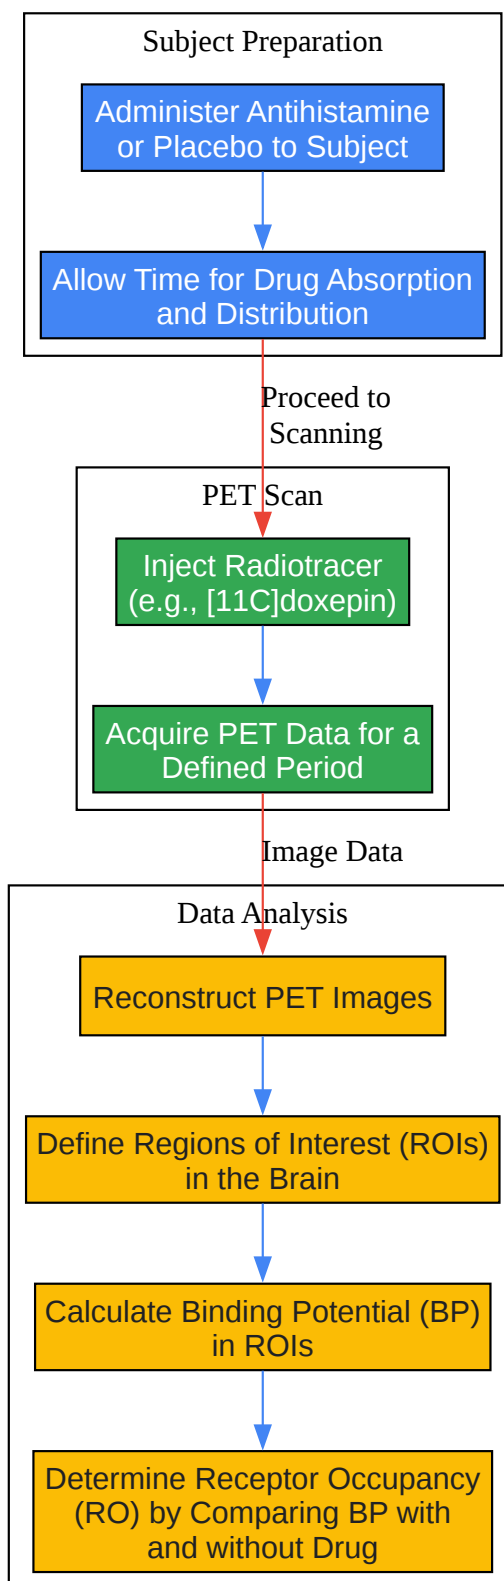 Subject Preparation
Administer Antihistamine
or Placebo to Subject
Allow Time for Drug Absorption
and Distribution
Proceed to
Scanning
PET Scan
Inject Radiotracer
(e.g., [11C]doxepin)
Acquire PET Data for a
Defined Period
Image Data
Data Analysis
Reconstruct PET Images
Define Regions of Interest (ROIs)
in the Brain
Calculate Binding Potential (BP)
in ROIs
Determine Receptor Occupancy
(RO) by Comparing BP with
and without Drug